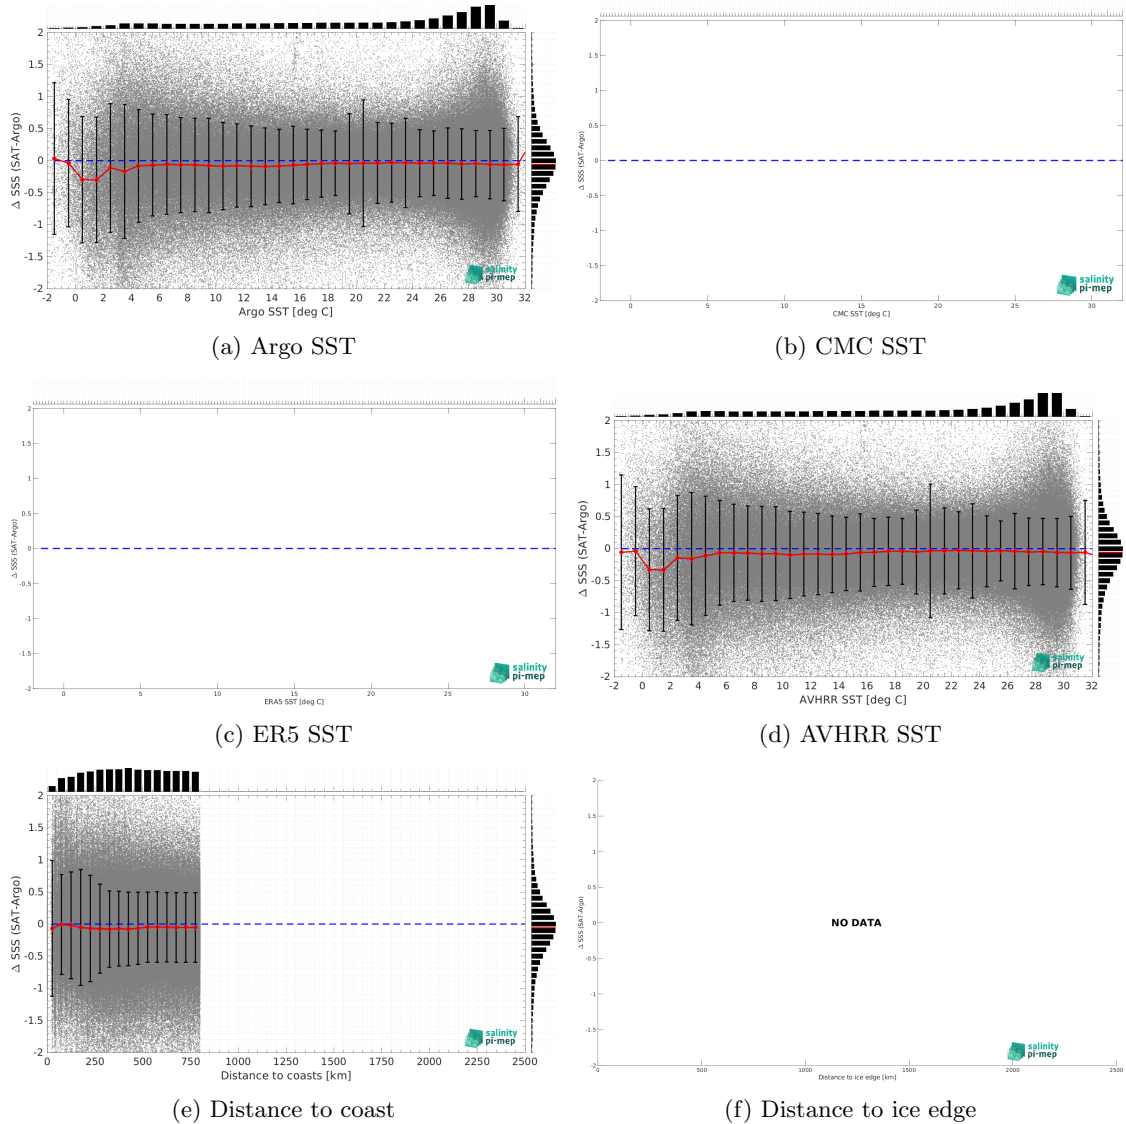 2
1.5
1
0.5
0
-0.5
-1
-1.5
-2
Δ SSS (SAT-Argo)
-2 0 2 4 6 8 10 12 14 16 18 20 22 24 26 28 30 32
Argo SST [deg C]
salinity
pi-mep
(a) Argo SST
2
1.5
1
0.5
0
-0.5
-1
-1.5
-2
Δ SSS (SAT-Argo)
0 5 10 15 20 25 30
CMC SST [deg C]
salinity
pi-mep
(b) CMC SST
2
1.5
1
0.5
0
-0.5
-1
-1.5
-2
Δ SSS (SAT-Argo)
0 5 10 15 20 25 30
ERA5 SST [deg C]
salinity
pi-mep
(c) ER5 SST
2
1.5
1
0.5
0
-0.5
-1
-1.5
-2
Δ SSS (SAT-Argo)
-2 0 2 4 6 8 10 12 14 16 18 20 22 24 26 28 30 32
AVHRR SST [deg C]
salinity
pi-mep
(d) AVHRR SST
2
1.5
1
0.5
0
-0.5
-1
-1.5
-2
Δ SSS (SAT-Argo)
0 250 500 750 1000 1250 1500 1750 2000 2250 2500
Distance to coasts [km]
salinity
pi-mep
(e) Distance to coast
2
1.5
1
0.5
0
-0.5
-1
-1.5
-2
Δ SSS (SAT-Argo)
NO DATA
0 500 1000 1500 2000 2500
Distance to ice edge [km]
salinity
pi-mep
(f) Distance to ice edge